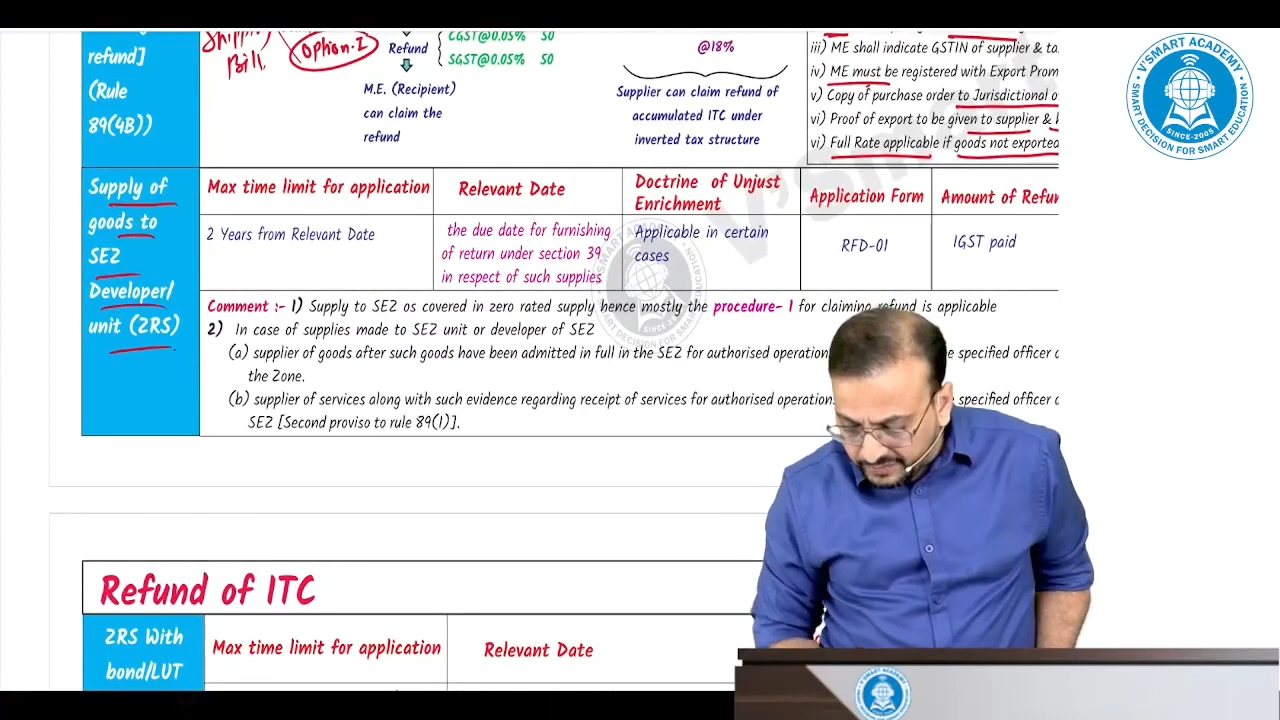 refund]
(Rule
89(4B))
Shipping
Bill.
Option-2
Refund
CGST@0.05% 50
SGST@0.05% 50
M.E. (Recipient)
can claim the
refund
@18%
Supplier can claim refund of
accumulated ITC under
inverted tax structure
iii) ME shall indicate GSTIN of supplier & ta
iv) ME must be registered with Export Prom
v) Copy of purchase order to Jurisdictional o
vi) Proof of export to be given to supplier &
vi) Full Rate applicable if goods not exported
Supply of
goods to
SEZ
Developer/
unit (ZRS)
Max time limit for application
Relevant Date
Doctrine of Unjust
Enrichment
Application Form
Amount of Refun
2 Years from Relevant Date
the due date for furnishing
of return under section 39
in respect of such supplies
Applicable in certain
cases
RFD-01
IGST paid
Comment :- 1) Supply to SEZ os covered in zero rated supply hence mostly the procedure- 1 for claiming refund is applicable
2) In case of supplies made to SEZ unit or developer of SEZ
(a) supplier of goods after such goods have been admitted in full in the SEZ for authorised operation e specified officer
the Zone.
(b) supplier of services along with such evidence regarding receipt of services for authorised operation specified officer
SEZ [Second proviso to rule 89(1)].
Refund of ITC
ZRS With
bond/LUT
Max time limit for application
Relevant Date
V'SMART ACADEMY
SINCE-2005
SMART DECISION FOR SMART EDUCATION